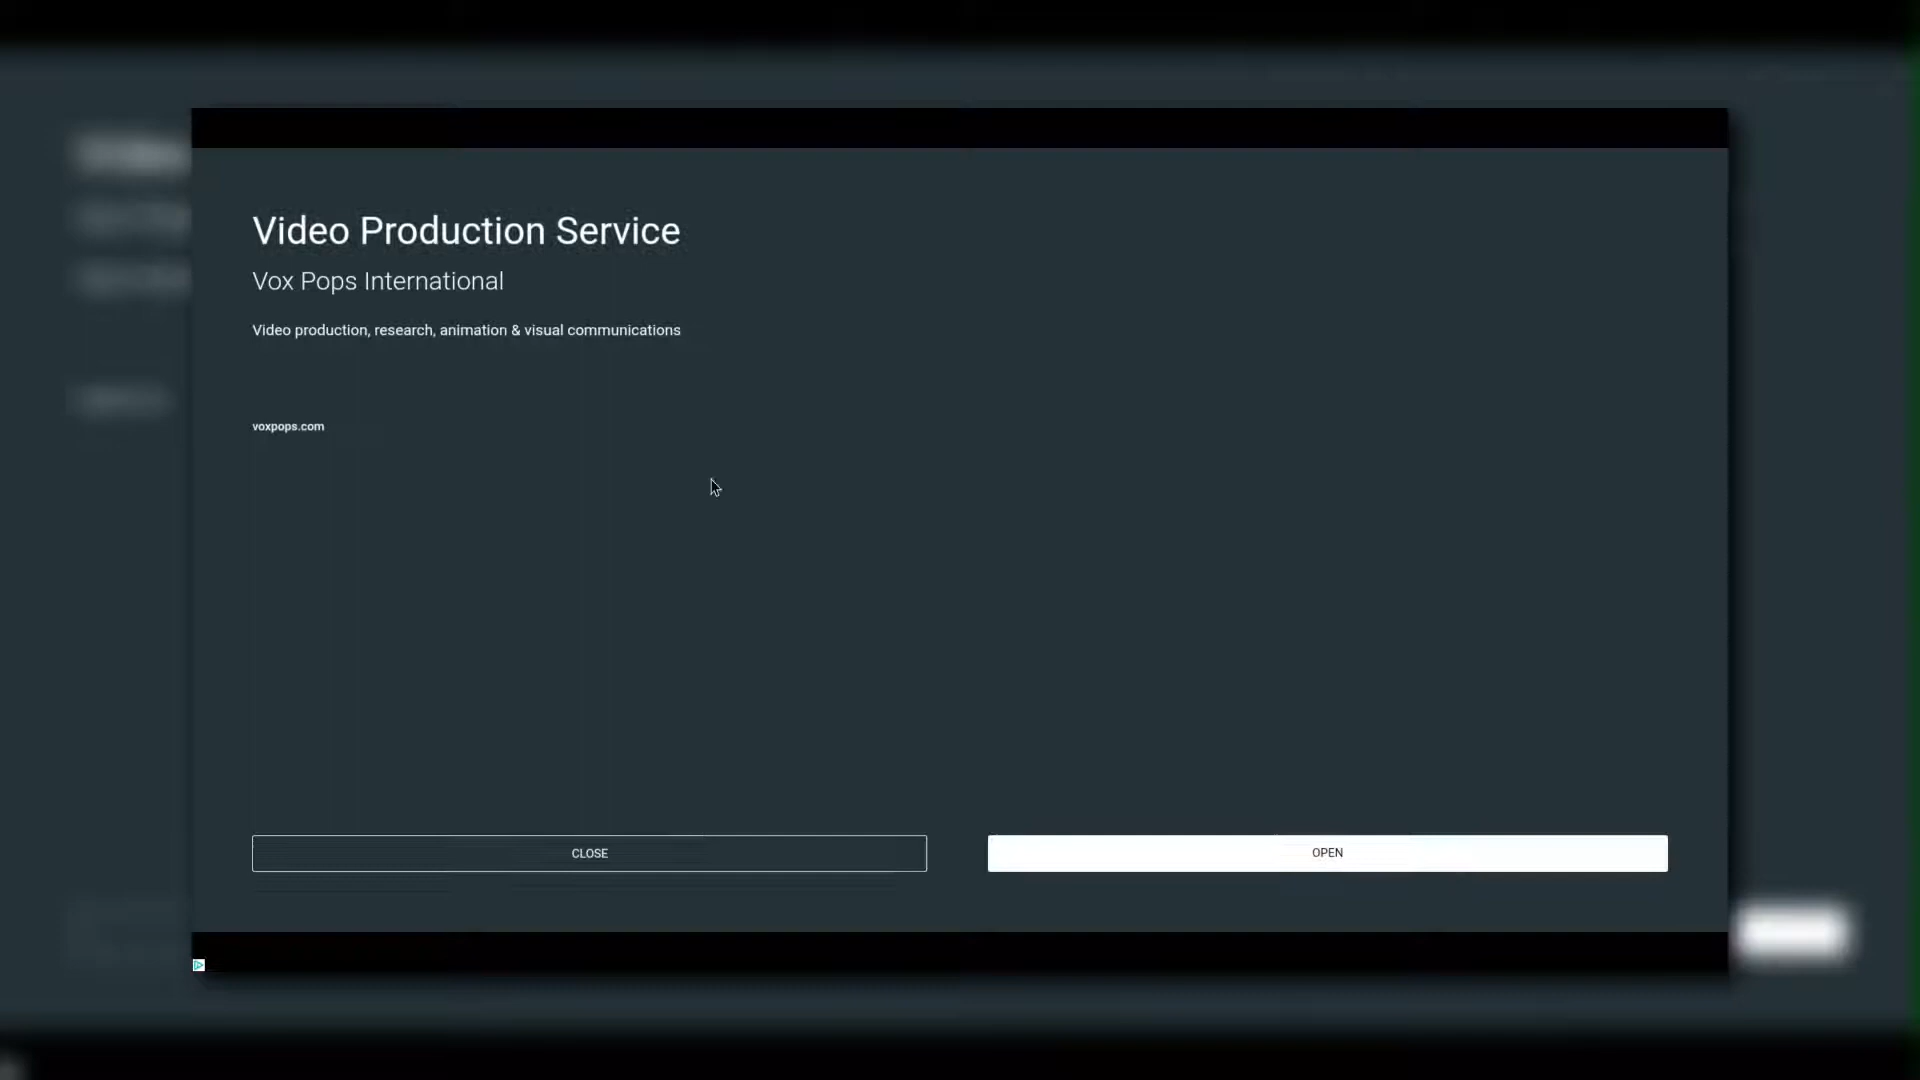 Video Production Service
Vox Pops International
Video production, research, animation & visual communications
voxpops.com
CLOSE
OPEN